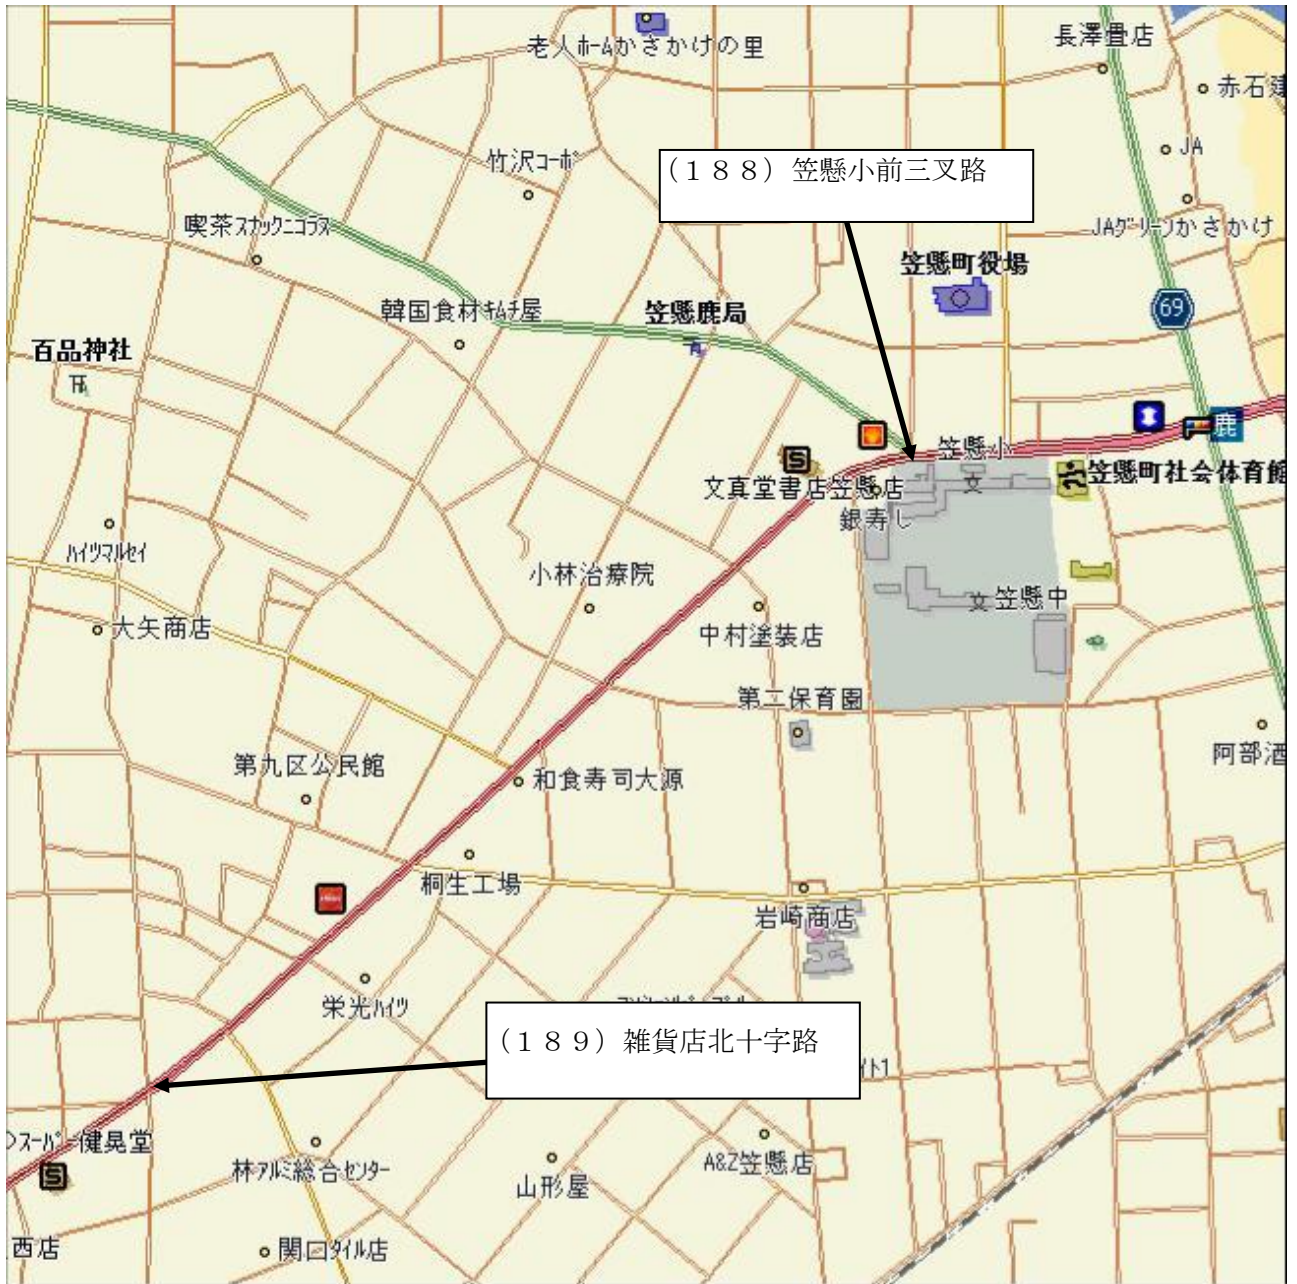 老人ホームかさかけの里
長澤畳店
赤石建
JA
竹沢コーポ
(188) 笠懸小前三叉路
JAグリーンかさかけ
喫茶スナックニコラス
笠懸町役場
韓国食材キムチ屋
笠懸鹿局
69
百品神社
鹿
笠懸小
S
文真堂書店笠懸店
文
笠懸町社会体育館
銀寿し
ハイツマルセイ
小林治療院
文 笠懸中
大矢商店
中村塗装店
第二保育園
第九区公民館
和食寿司大源
阿部酒
桐生工場
岩崎商店
栄光ハイツ
(189) 雑貨店北十字路
イト1
スーパー健晃堂
S
林アルミ総合センター
A&Z笠懸店
山形屋
西店
関口タイル店